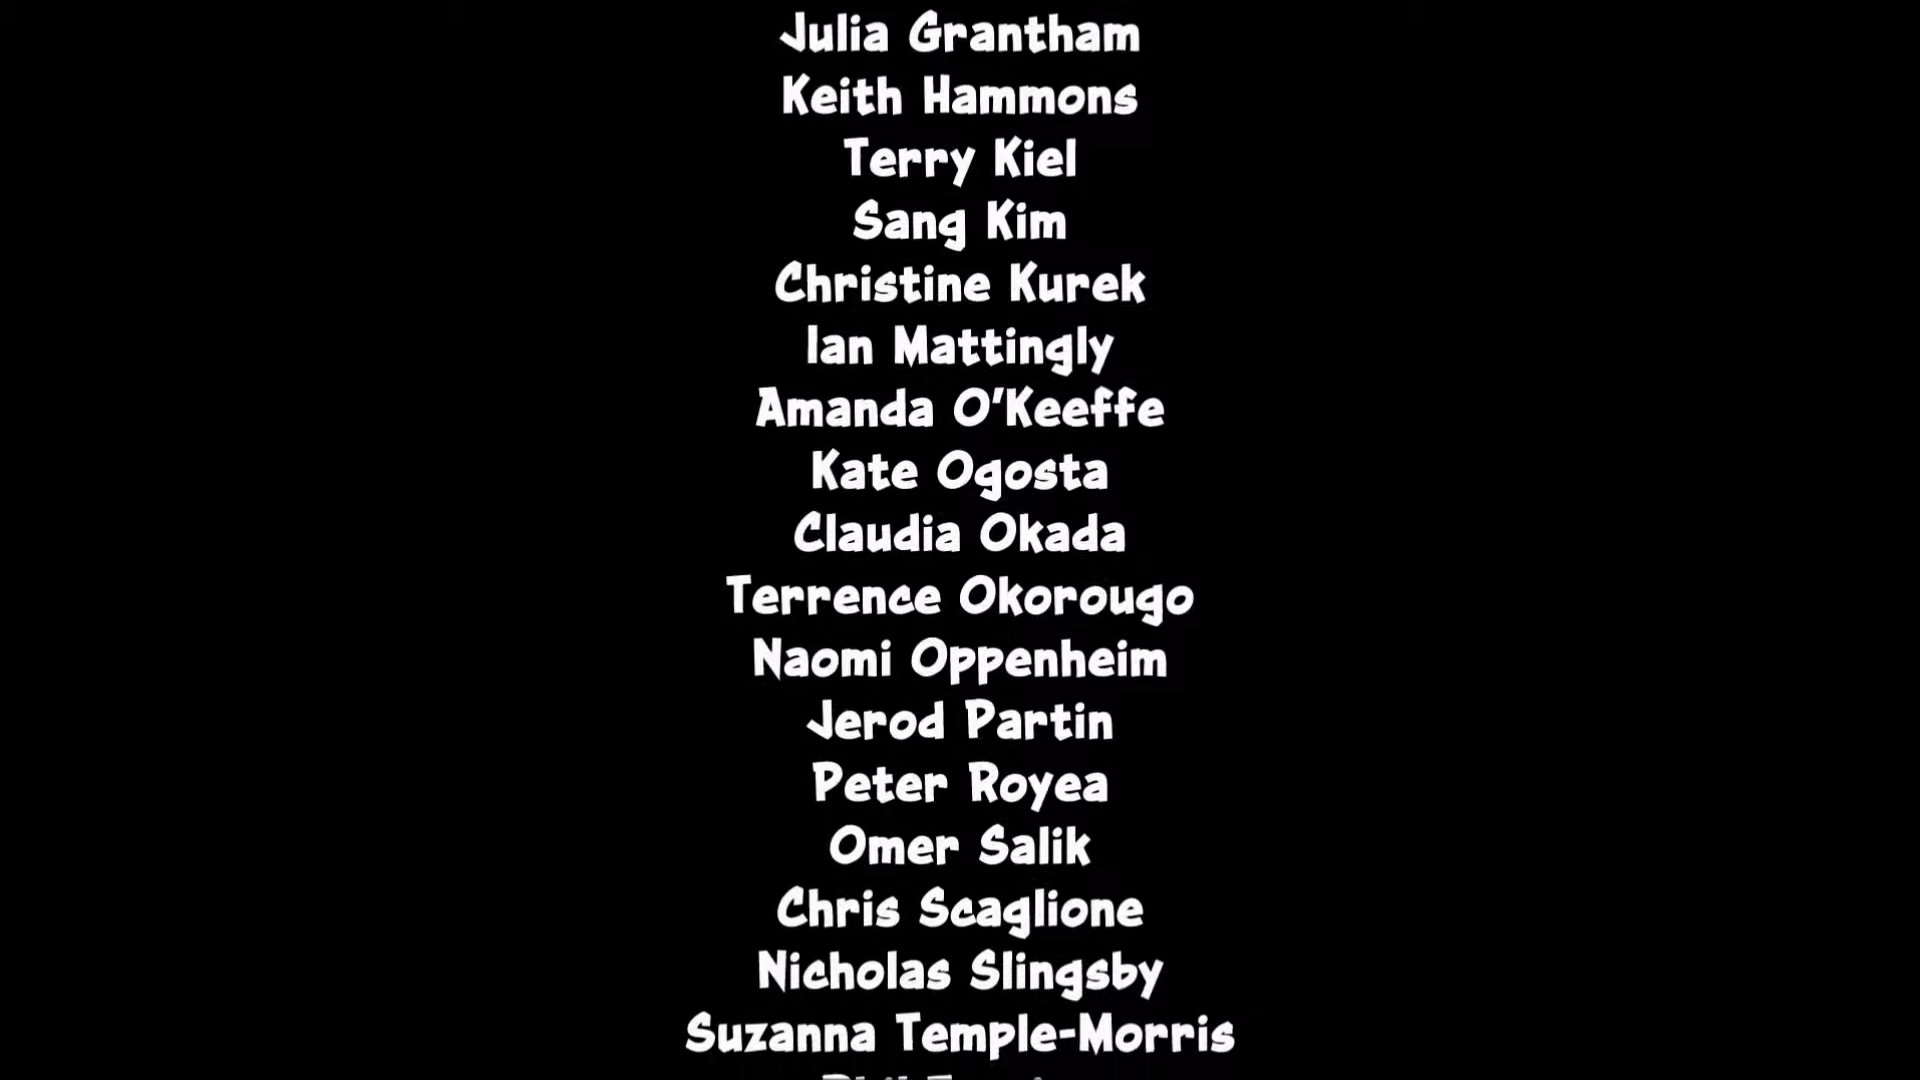 Julia Grantham
Keith Hammons
Terry Kiel
Sang Kim
Christine Kurek
Ian Mattingly
Amanda O'Keeffe
Kate Ogosta
Claudia Okada
Terrence Okorougo
Naomi Oppenheim
Jerod Partin
Peter Royea
Omer Salik
Chris Scaglione
Nicholas Slingsby
Suzanna Temple-Morris